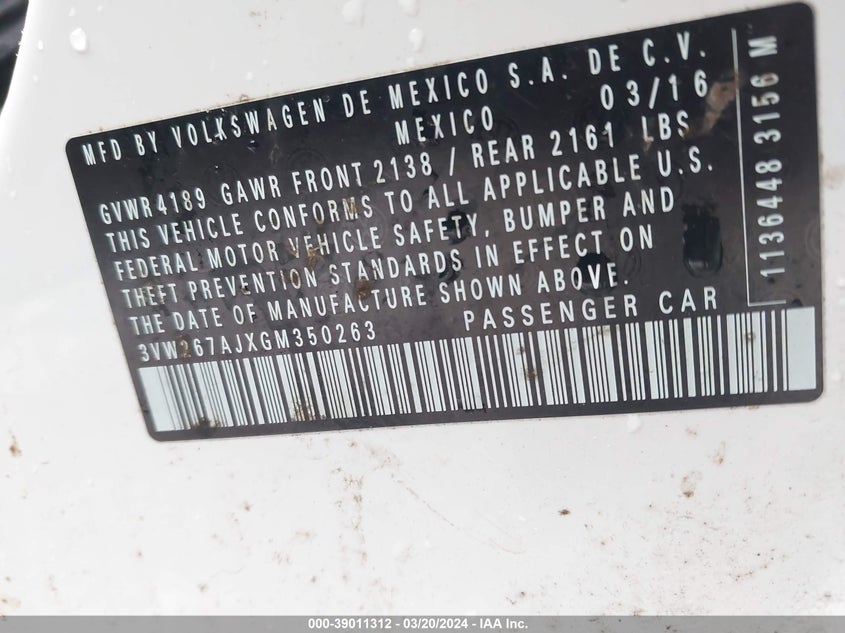 MFD BY VOLKSWAGEN DE MEXICO S.A. DE C.V.
MEXICO 03/16
GVWR4189 GAWR FRONT 2138 / REAR 2161 LBS
THIS VEHICLE CONFORMS TO ALL APPLICABLE U.S.
FEDERAL MOTOR VEHICLE SAFETY, BUMPER AND
THEFT PREVENTION STANDARDS IN EFFECT ON
THE DATE OF MANUFACTURE SHOWN ABOVE.
3VW267AJXGM350263 PASSENGER CAR
1136448 3156 M
000-39011312 - 03/20/2024 - IAA Inc.